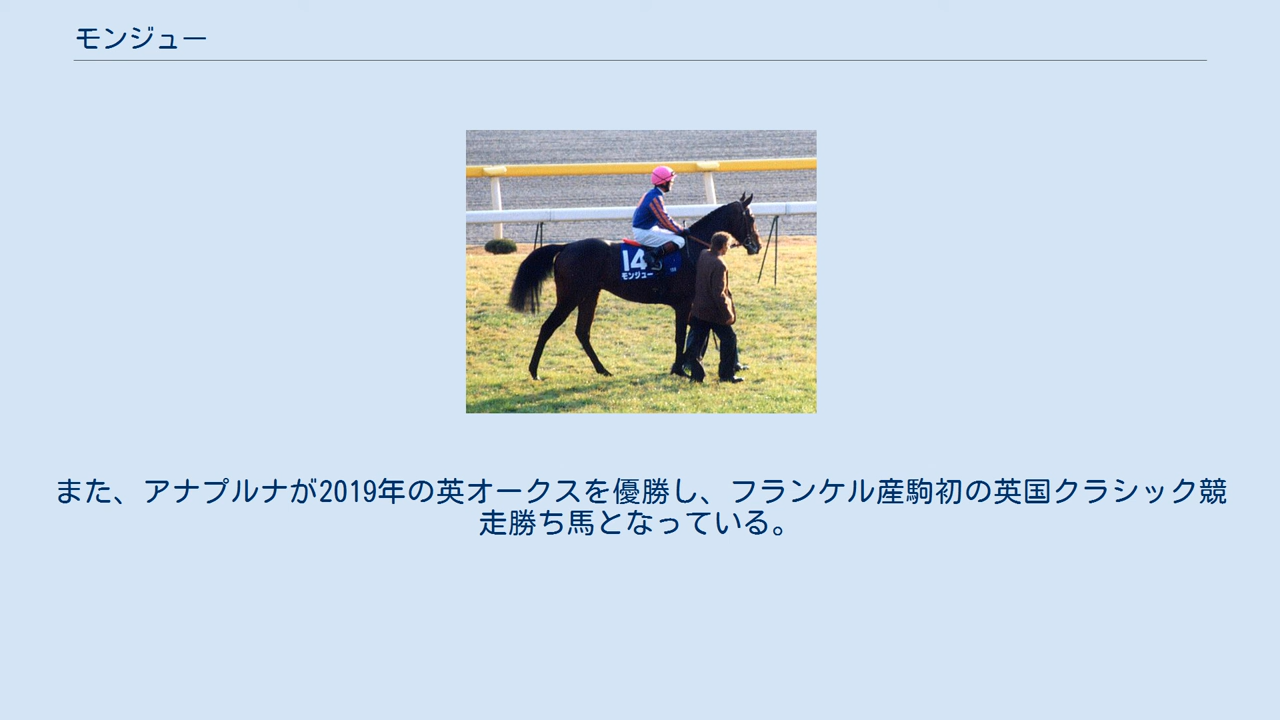 モンジュー
14
モンジュー
また、アナプルナが2019年の英オークスを優勝し、フランケル産駒初の英国クラシック競
走勝ち馬となっている。